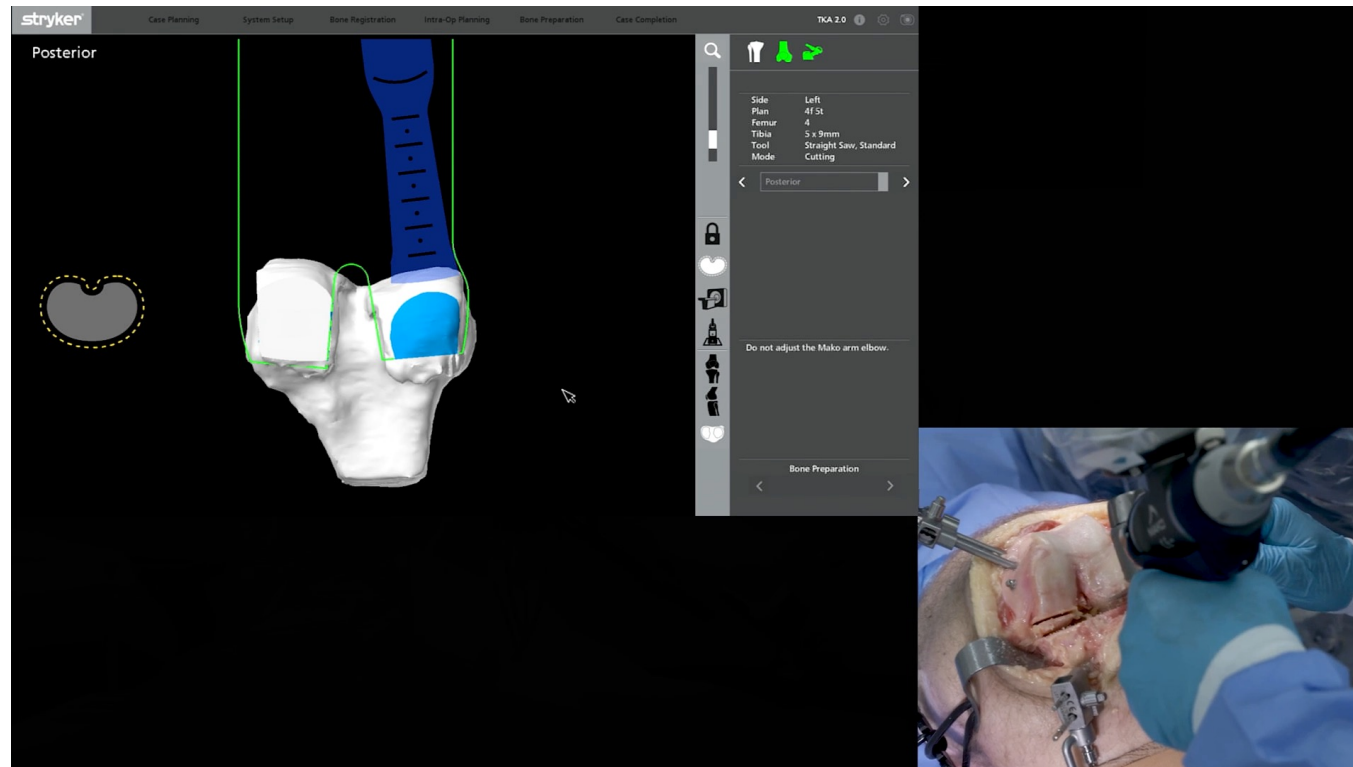 stryker
Case Planning
System Setup
Bone Registration
Intra-Op Planning
Bone Preparation
Case Completion
TKA 2.0
Posterior
Side Left
Plan 4f 5t
Femur 4
Tibia 5 x 9mm
Tool Straight Saw, Standard
Mode Cutting
Posterior
Do not adjust the Mako arm elbow.
Bone Preparation